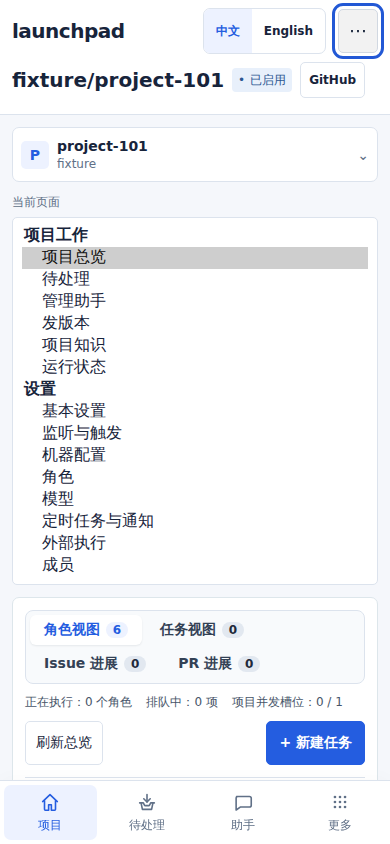 launchpad
中文 English ...
fixture/project-101 • 已启用 GitHub
P project-101
fixture
当前页面
项目工作
项目总览
待处理
管理助手
发版本
项目知识
运行状态
设置
基本设置
监听与触发
机器配置
角色
模型
定时任务与通知
外部执行
成员
角色视图 6 任务视图 0
Issue 进展 0 PR 进展 0
正在执行：0 个角色 排队中：0 项 项目并发槽位：0 / 1
刷新总览 + 新建任务
项目 待处理 助手 更多